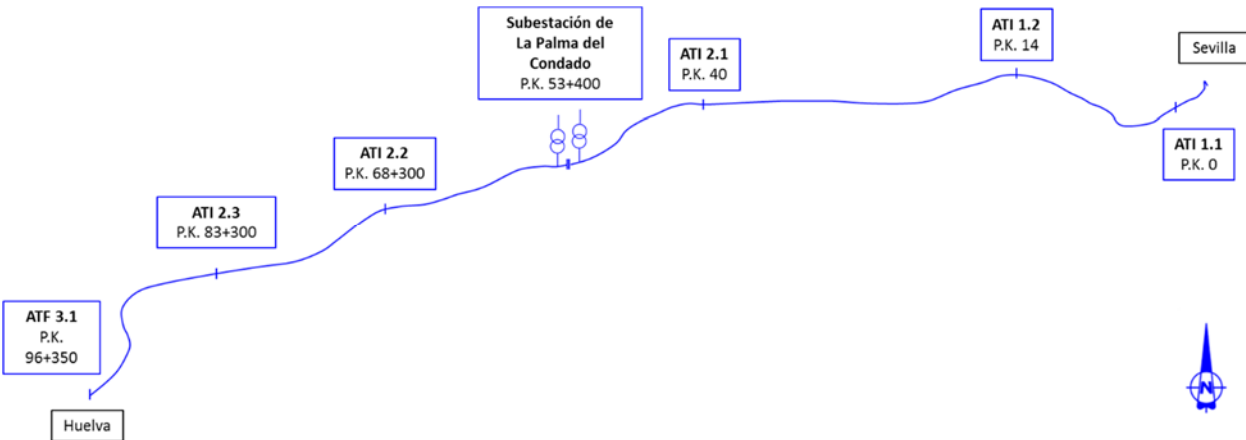 Subestación de
La Palma del
Condado
P.K. 53+400
ATI 2.1
P.K. 40
ATI 1.2
P.K. 14
Sevilla
ATI 1.1
P.K. 0
ATI 2.2
P.K. 68+300
ATI 2.3
P.K. 83+300
ATF 3.1
P.K.
96+350
Huelva
N